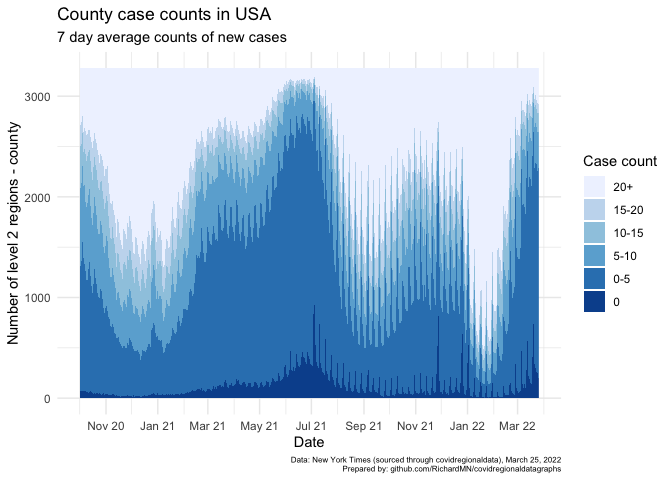 County case counts in USA
7 day average counts of new cases
Number of level 2 regions - county
3000
2000
1000
0
Nov 20 Jan 21 Mar 21 May 21 Jul 21 Sep 21 Nov 21 Jan 22 Mar 22
Date
Case count
20+
15-20
10-15
5-10
0-5
0
Data: New York Times (sourced through covidregionaldata), March 25, 2022
Prepared by: github.com/RichardMN/covidregionaldatagraphs